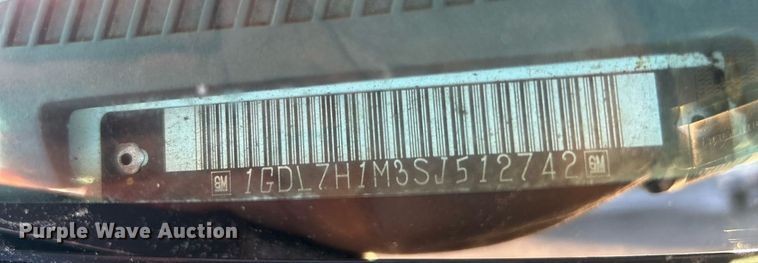 GM 1GDL7H1M3SJ512742 GM
Purple Wave Auction